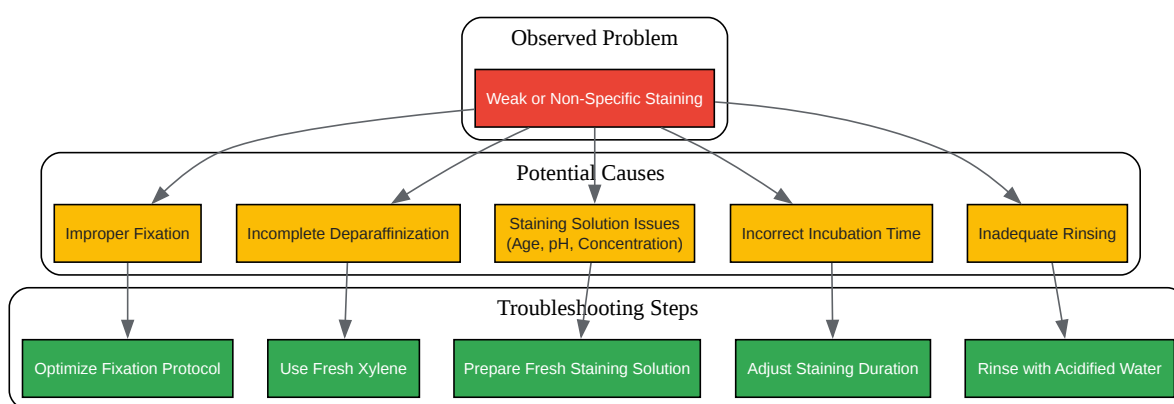 Observed Problem
Weak or Non-Specific Staining
Potential Causes
Improper Fixation
Incomplete Deparaffinization
Staining Solution Issues
(Age, pH, Concentration)
Incorrect Incubation Time
Inadequate Rinsing
Troubleshooting Steps
Optimize Fixation Protocol
Use Fresh Xylene
Prepare Fresh Staining Solution
Adjust Staining Duration
Rinse with Acidified Water